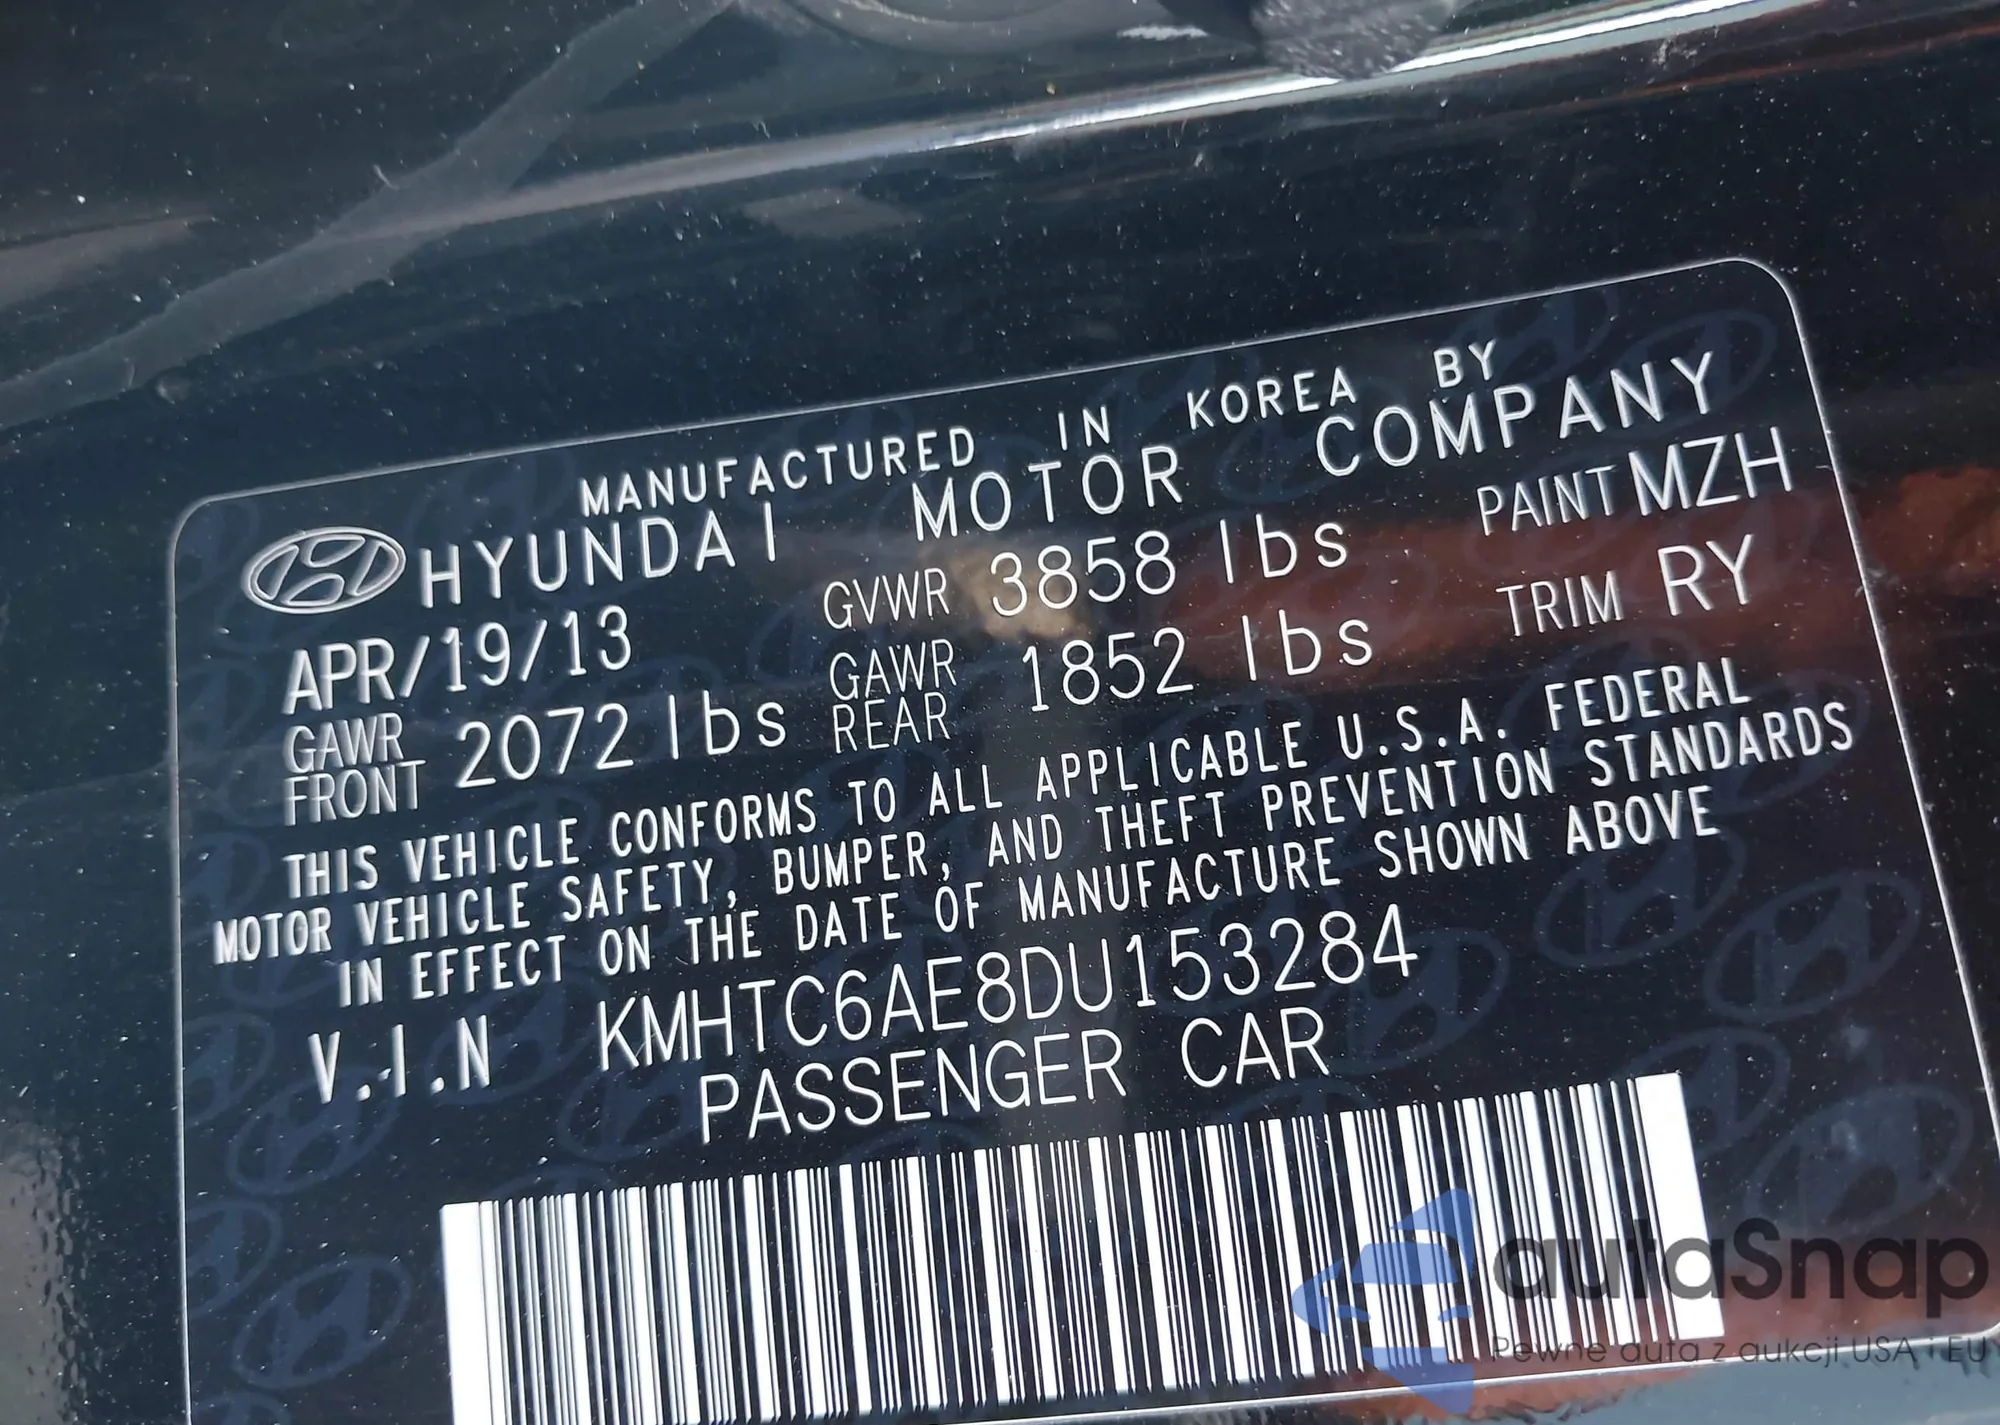 MANUFACTURED IN KOREA BY
HYUNDAI MOTOR COMPANY
APR/19/13 GVWR 3858 lbs PAINT MZH
GAWR FRONT 2072 lbs GAWR REAR 1852 lbs TRIM RY
THIS VEHICLE CONFORMS TO ALL APPLICABLE U.S.A. FEDERAL
MOTOR VEHICLE SAFETY, BUMPER, AND THEFT PREVENTION STANDARDS
IN EFFECT ON THE DATE OF MANUFACTURE SHOWN ABOVE
V.I.N KMHTC6AE8DU153284
PASSENGER CAR
autaSnap
Pewne auta z aukcji USA i EU